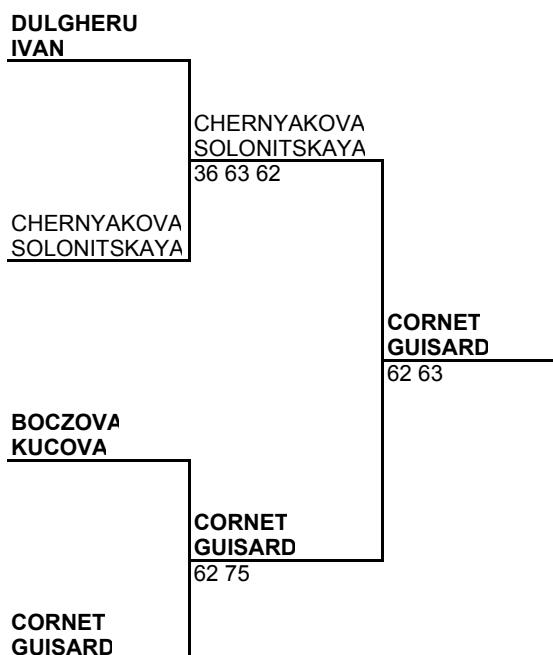 DULGHERU
IVAN
CHERNYAKOVA
SOLONITSKAYA
36 63 62
CHERNYAKOVA
SOLONITSKAYA
CORNET
GUISARD
62 63
BOCZOVA
KUCOVA
CORNET
GUISARD
62 75
CORNET
GUISARD